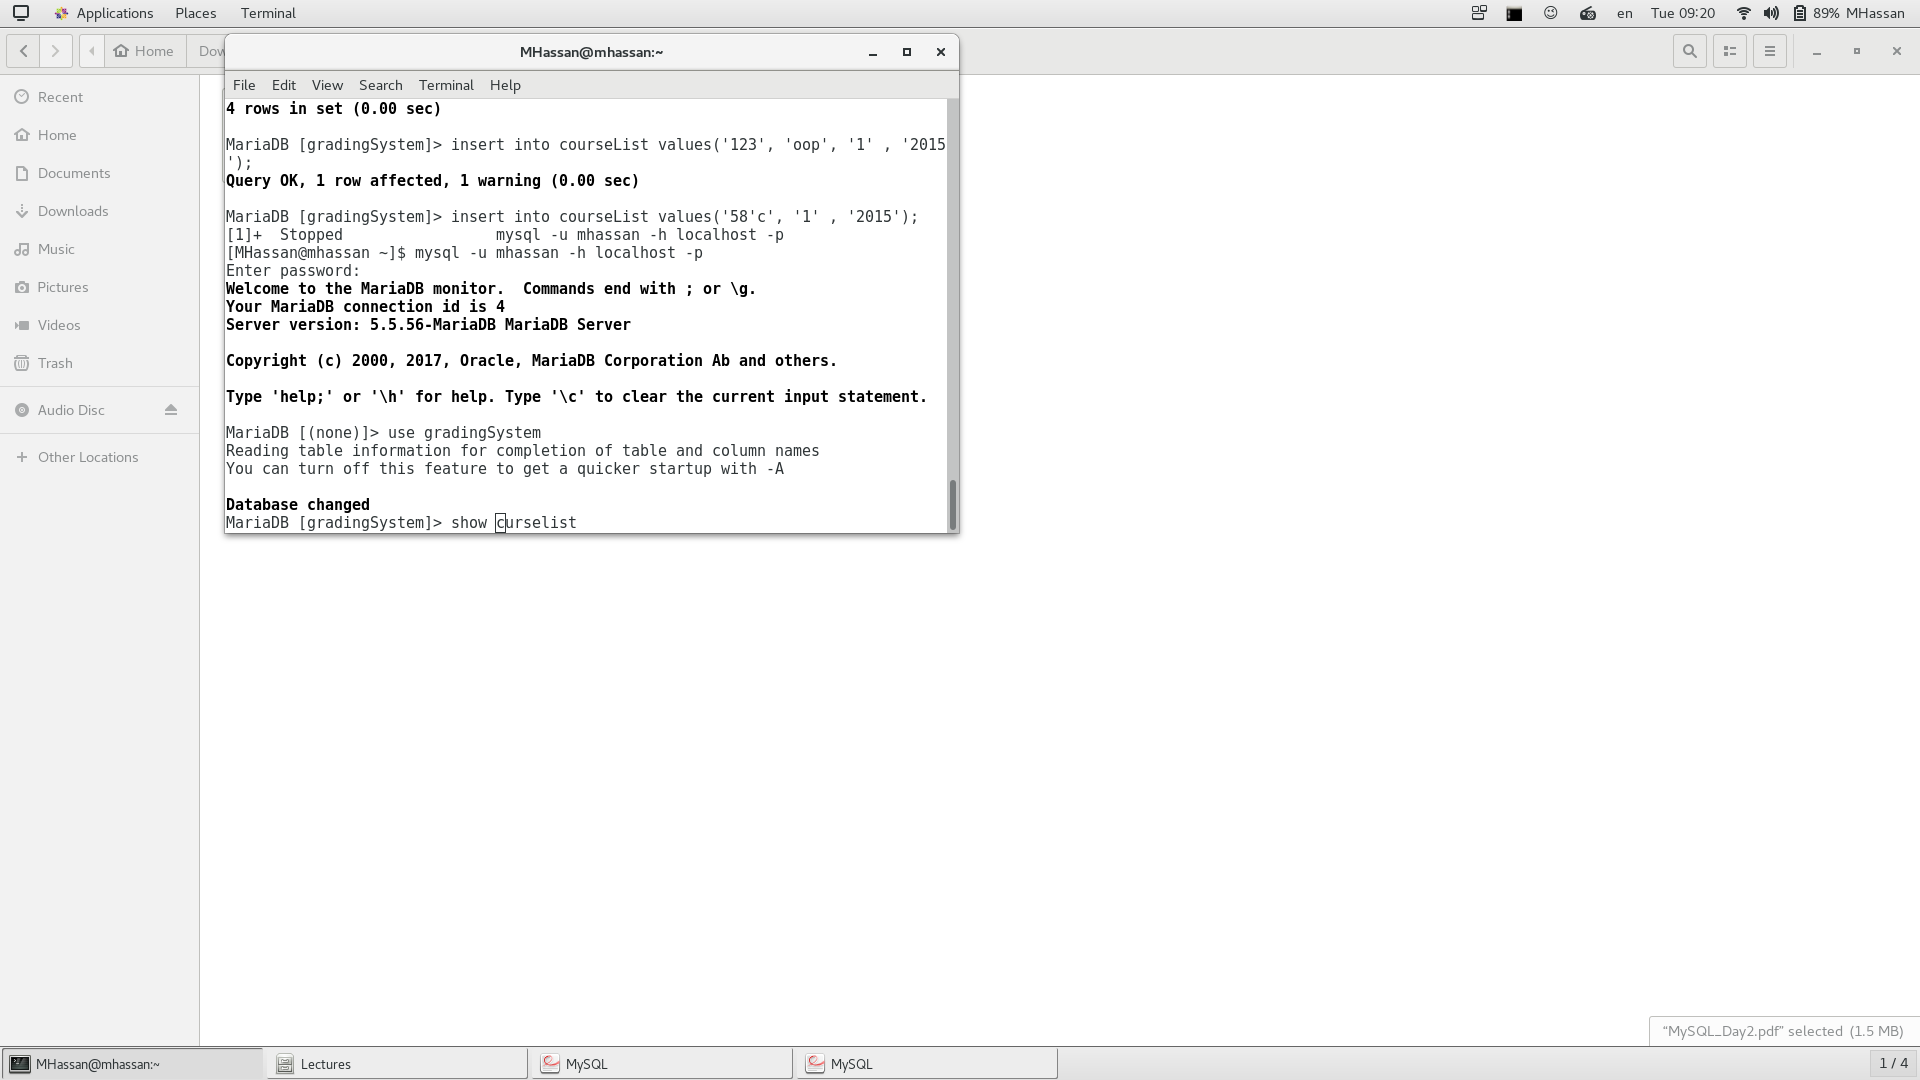 Applications Places Terminal
en Tue 09:20 89% MHassan
Home Dow
MHassan@mhassan:~
File Edit View Search Terminal Help
Recent
Home
Documents
Downloads
Music
Pictures
Videos
Trash
Audio Disc
Other Locations
4 rows in set (0.00 sec)
MariaDB [gradingSystem]> insert into courseList values('123', 'oop', '1' , '2015
');
Query OK, 1 row affected, 1 warning (0.00 sec)
MariaDB [gradingSystem]> insert into courseList values('58'c', '1' , '2015');
[1]+  Stopped                 mysql -u mhassan -h localhost -p
[MHassan@mhassan ~]$ mysql -u mhassan -h localhost -p
Enter password:
Welcome to the MariaDB monitor.  Commands end with ; or \g.
Your MariaDB connection id is 4
Server version: 5.5.56-MariaDB MariaDB Server
Copyright (c) 2000, 2017, Oracle, MariaDB Corporation Ab and others.
Type 'help;' or '\h' for help. Type '\c' to clear the current input statement.
MariaDB [(none)]> use gradingSystem
Reading table information for completion of table and column names
You can turn off this feature to get a quicker startup with -A
Database changed
MariaDB [gradingSystem]> show curselist
“MySQL_Day2.pdf” selected (1.5 MB)
MHassan@mhassan:~ Lectures MySQL MySQL 1 / 4